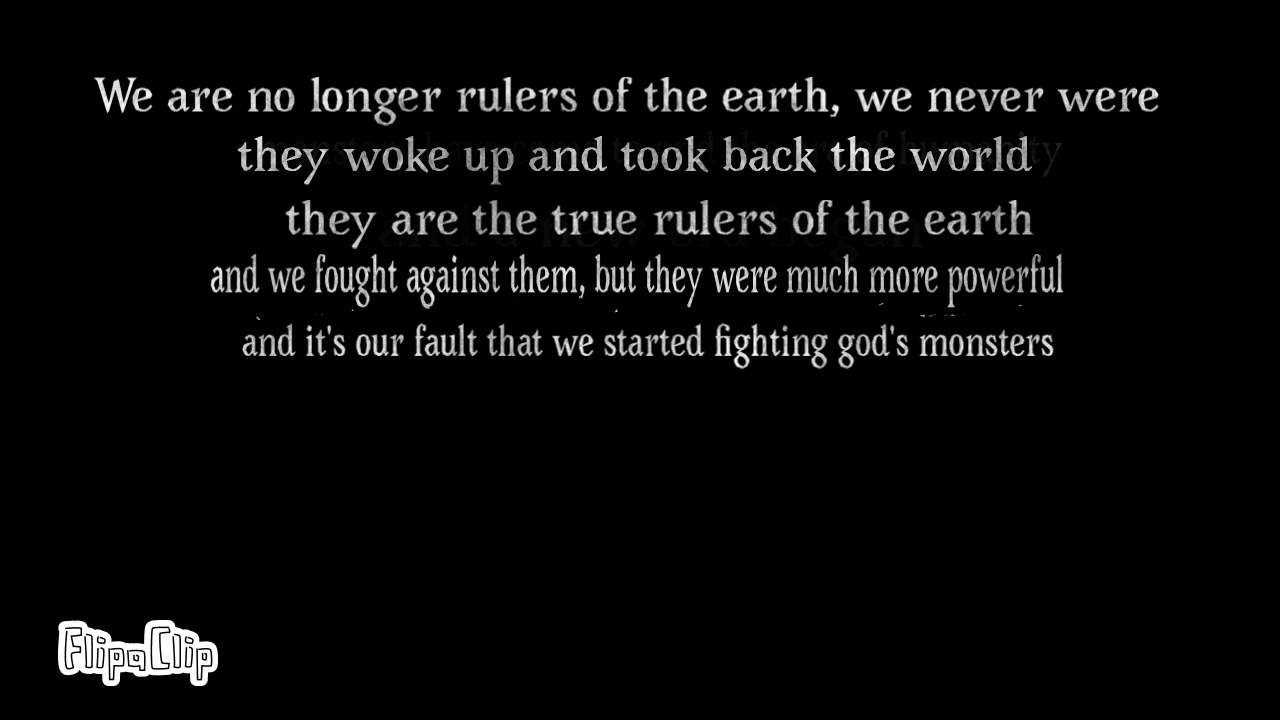 We are no longer rulers of the earth, we never were
they woke up and took back the world
they are the true rulers of the earth
and we fought against them, but they were much more powerful
and it's our fault that we started fighting god's monsters
FlipaClip